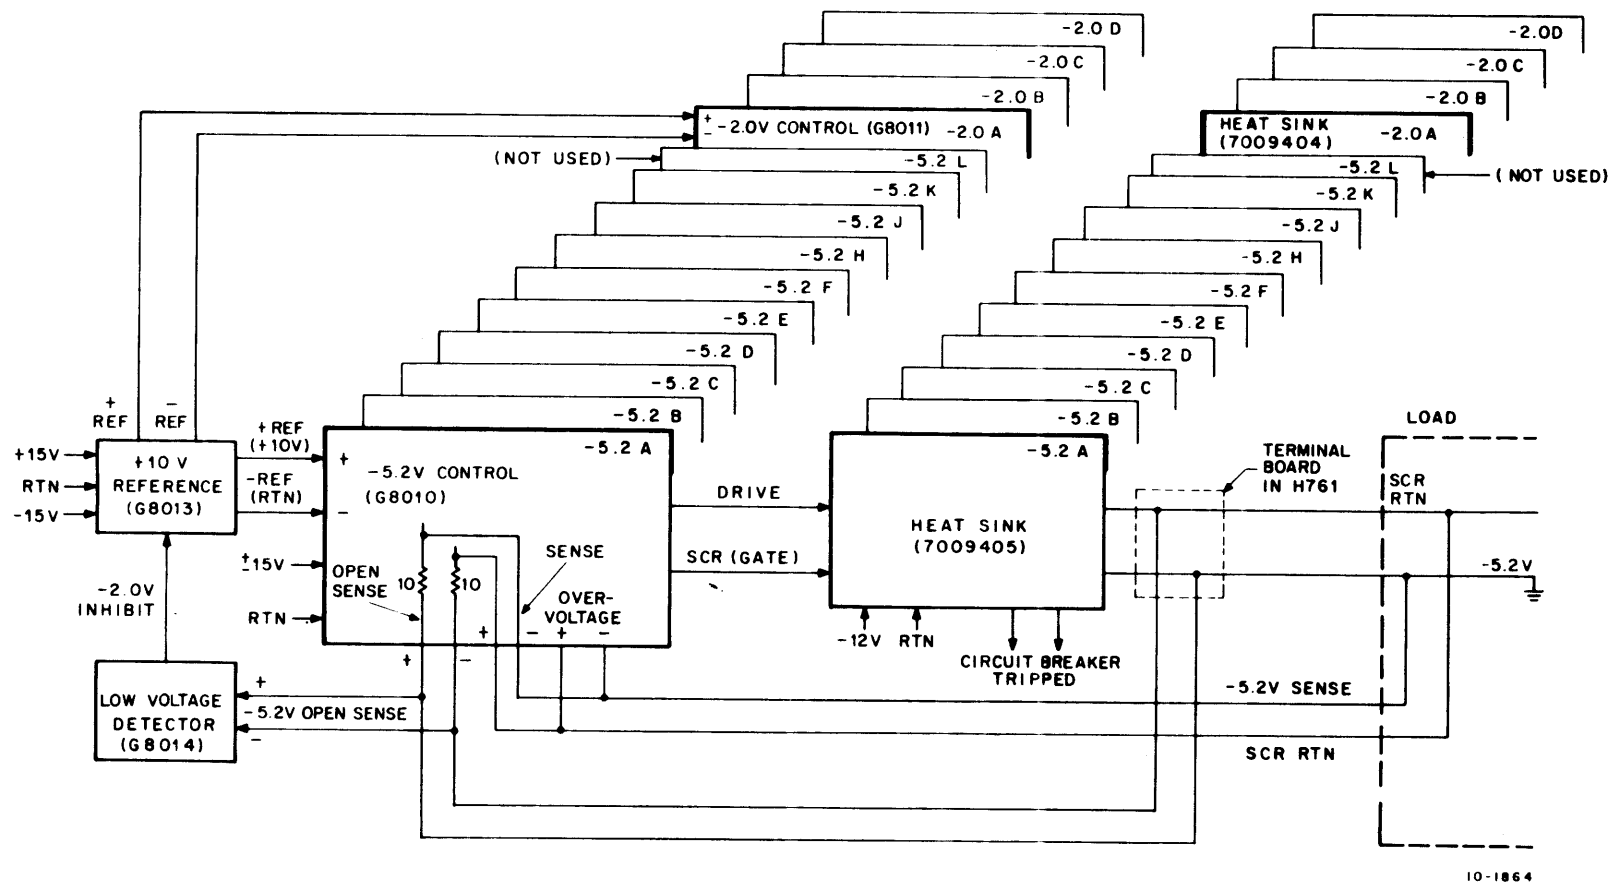 -2.0 D
-2.0 C
-2.0 B
-2.0V CONTROL (G8011) -2.0 A
+
-
(NOT USED)
-5.2 L
-5.2 K
-5.2 J
-5.2 H
-5.2 F
-5.2 E
-5.2 D
-5.2 C
-5.2 B
-2.0D
-2.0 C
-2.0 B
HEAT SINK -2.0 A
(7009404)
-5.2 L
(NOT USED)
-5.2 K
-5.2 J
-5.2 H
-5.2 F
-5.2 E
-5.2 D
-5.2 C
-5.2 B
+
REF
-
REF
+REF
(+10V)
-REF
(RTN)
+15V
RTN
-15V
+10 V
REFERENCE
(G8013)
-2.0V
INHIBIT
LOW VOLTAGE
DETECTOR
(G8014)
+
-5.2V OPEN SENSE
-
-5.2 A
+
-5.2V CONTROL
(G8010)
-
±15V
RTN
OPEN
SENSE
10
10
SENSE
OVER-
VOLTAGE
+ - + -
+ -
DRIVE
SCR (GATE)
-5.2 A
HEAT SINK
(7009405)
-12V
RTN
CIRCUIT BREAKER
TRIPPED
TERMINAL
BOARD
IN H761
LOAD
SCR
RTN
-5.2V
-5.2V SENSE
SCR RTN
10-1864